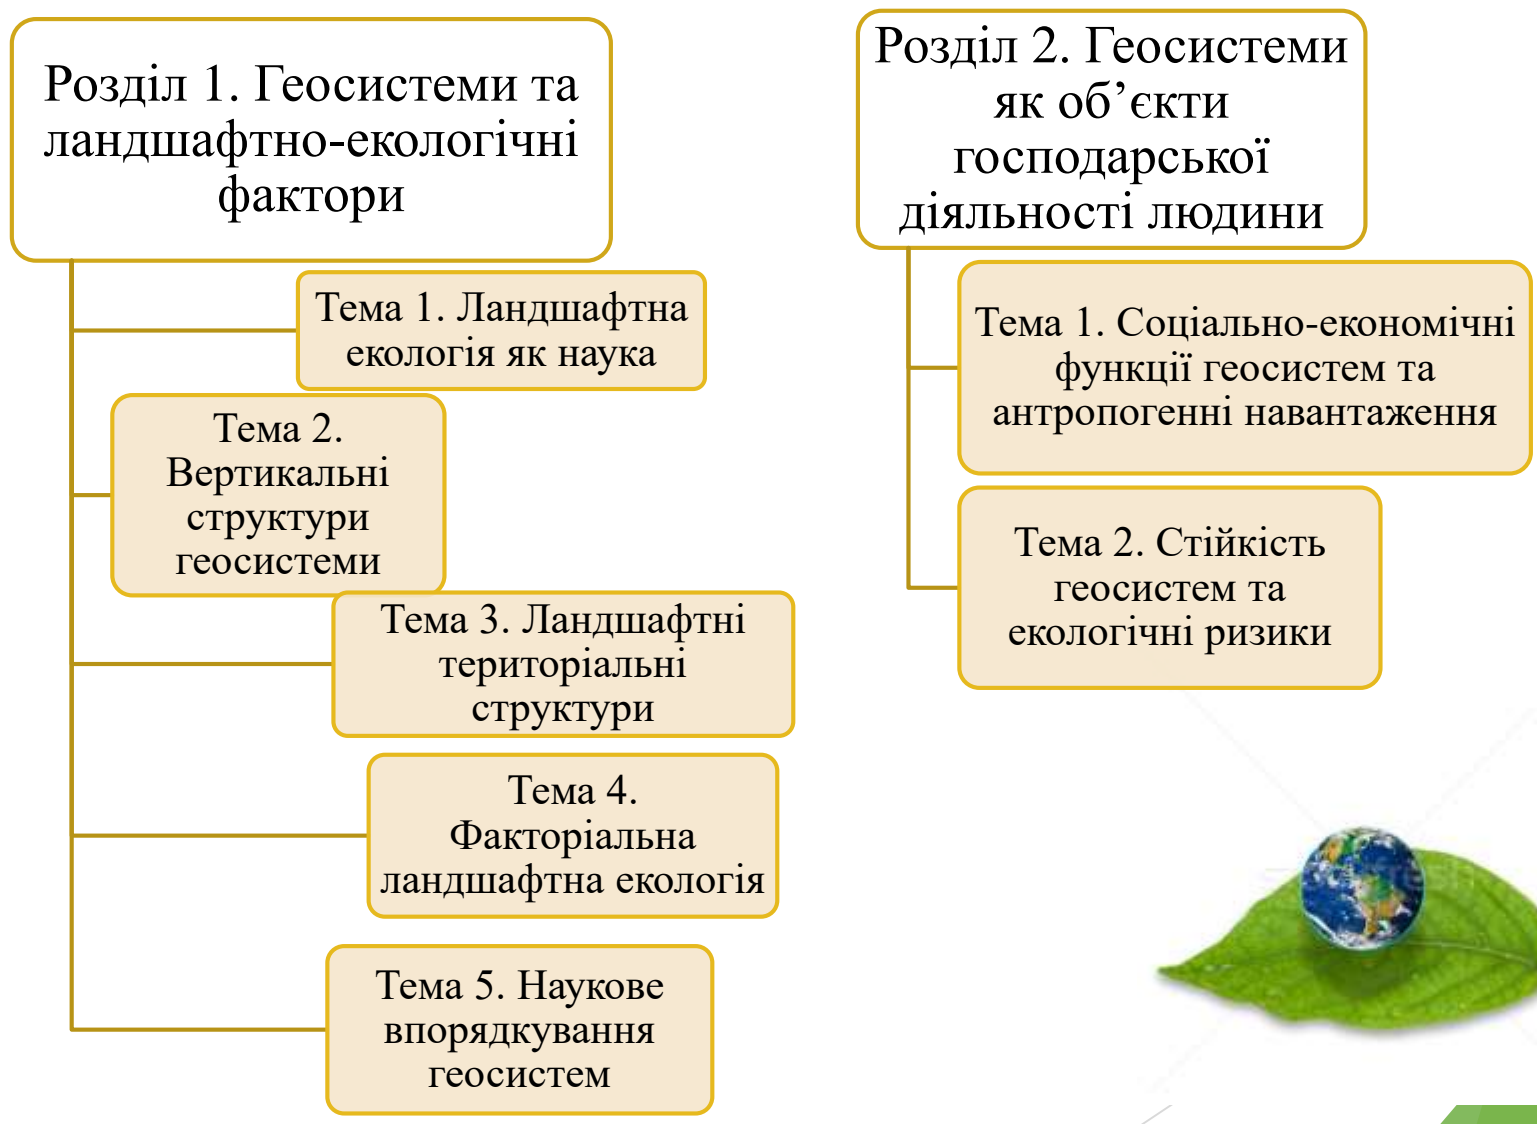 Розділ 1. Геосистеми та
ландшафтно-екологічні
фактори
Тема 1. Ландшафтна
екологія як наука
Тема 2.
Вертикальні
структури
геосистеми
Тема 3. Ландшафтні
територіальні
структури
Тема 4.
Факторіальна
ландшафтна екологія
Тема 5. Наукове
впорядкування
геосистем
Розділ 2. Геосистеми
як об’єкти
господарської
діяльності людини
Тема 1. Соціально-економічні
функції геосистем та
антропогенні навантаження
Тема 2. Стійкість
геосистем та
екологічні ризики